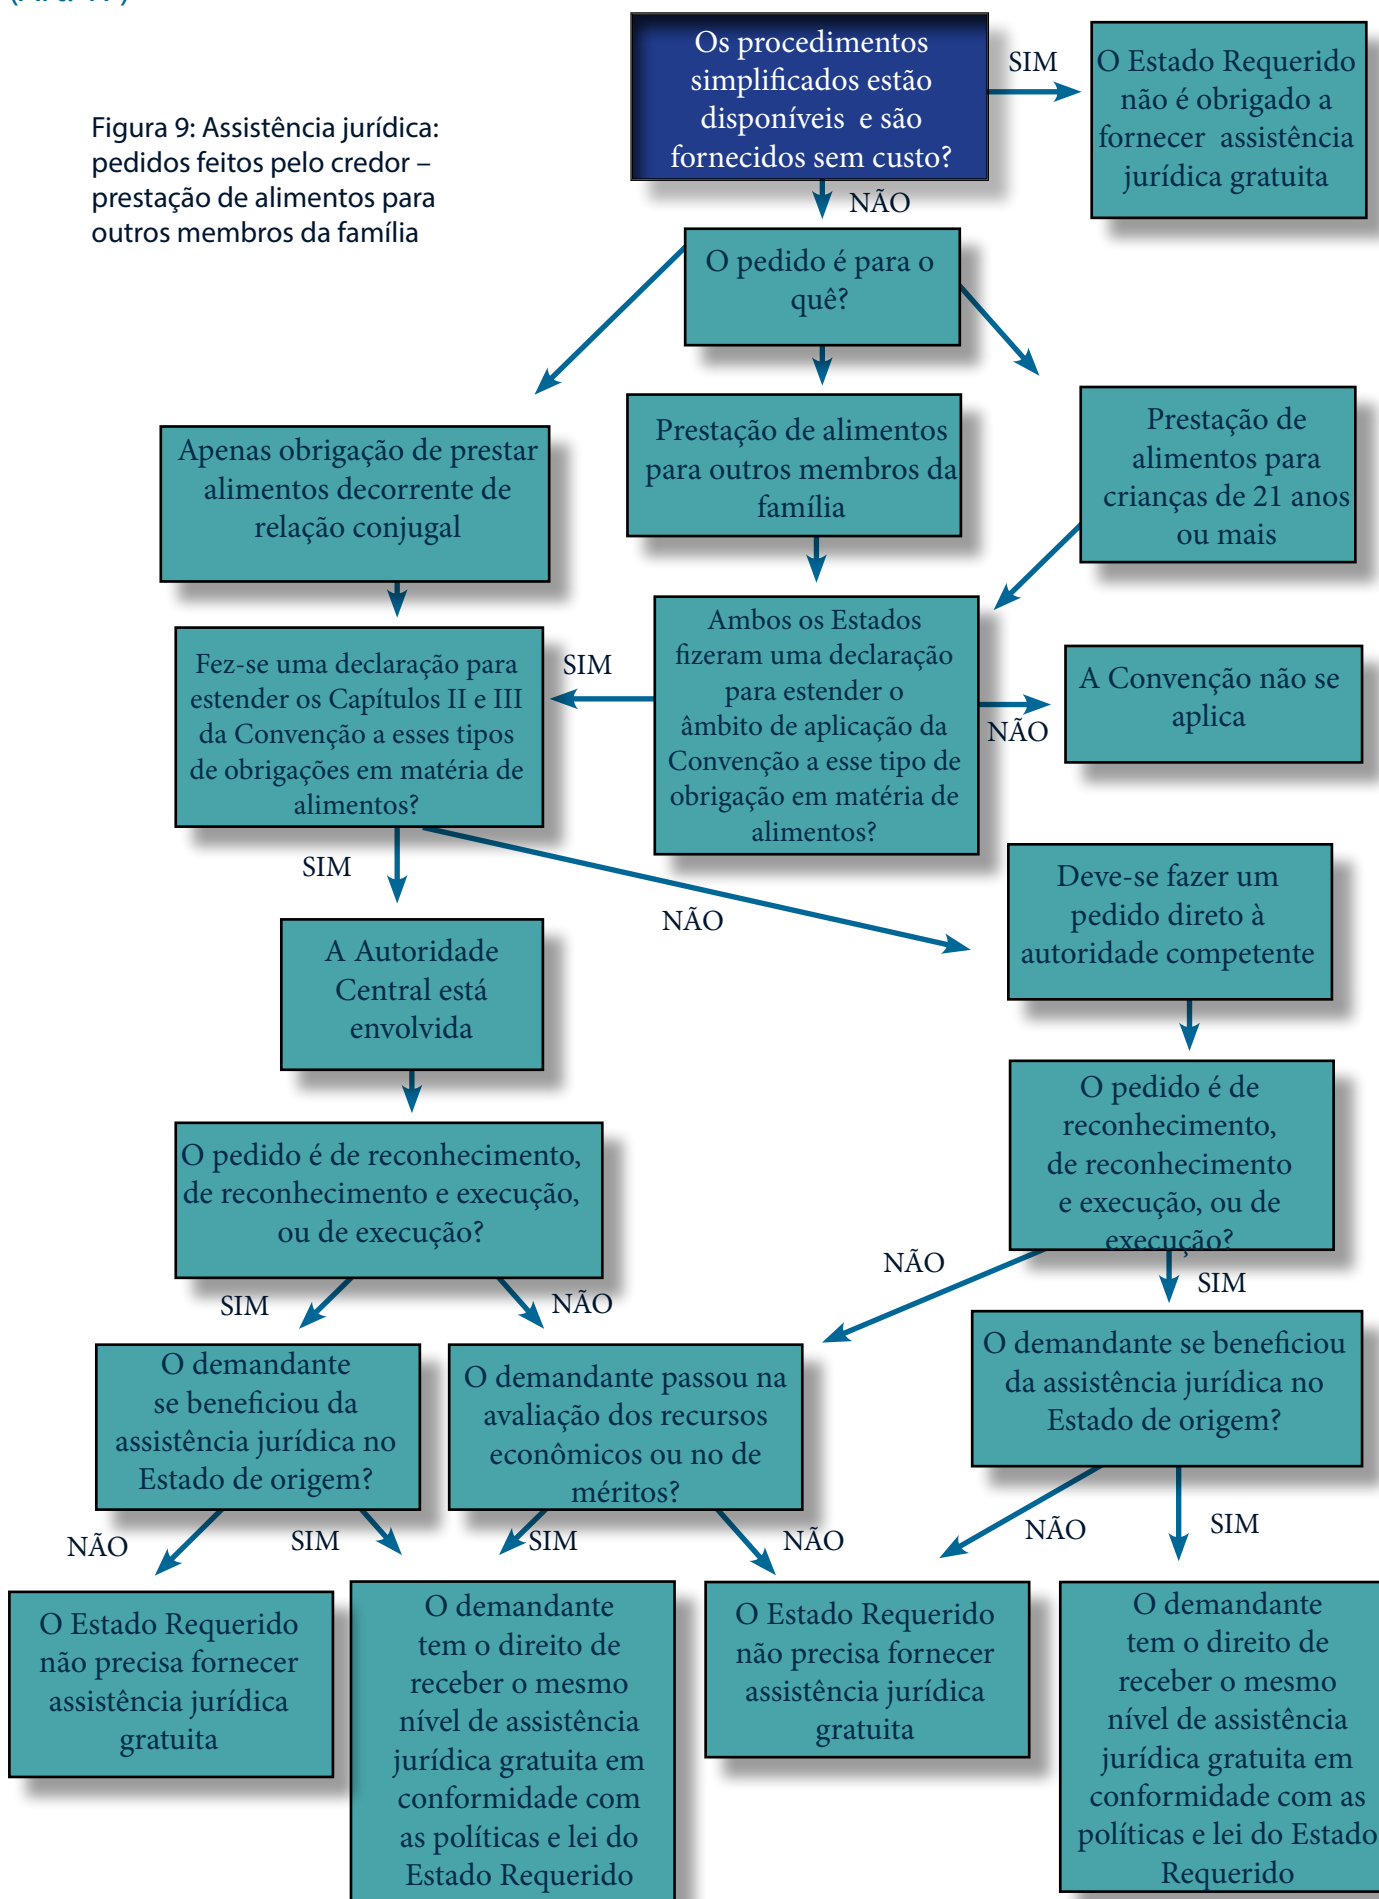 Os procedimentos
simplificados estão
disponíveis e são
fornecidos sem custo?
SIM
O Estado Requerido
não é obrigado a
fornecer assistência
jurídica gratuita
Figura 9: Assistência jurídica:
pedidos feitos pelo credor –
prestação de alimentos para
outros membros da família
NÃO
O pedido é para o
quê?
Apenas obrigação de prestar
alimentos decorrente de
relação conjugal
Prestação de alimentos
para outros membros da
família
Prestação de
alimentos para
crianças de 21 anos
ou mais
Fez-se uma declaração para
estender os Capítulos II e III
da Convenção a esses tipos
de obrigações em matéria de
alimentos?
SIM
Ambos os Estados
fizeram uma declaração
para estender o
âmbito de aplicação da
Convenção a esse tipo de
obrigação em matéria de
alimentos?
NÃO
A Convenção não se
aplica
SIM
NÃO
A Autoridade
Central está
envolvida
Deve-se fazer um
pedido direto à
autoridade competente
O pedido é de reconhecimento,
de reconhecimento e execução,
ou de execução?
O pedido é de
reconhecimento,
de reconhecimento
e execução, ou de
execução?
SIM
NÃO
NÃO
SIM
O demandante
se beneficiou da
assistência jurídica no
Estado de origem?
O demandante passou na
avaliação dos recursos
econômicos ou no de
méritos?
O demandante se beneficiou
da assistência jurídica no
Estado de origem?
NÃO
SIM
SIM
NÃO
NÃO
SIM
O Estado Requerido
não precisa fornecer
assistência jurídica
gratuita
O demandante
tem o direito de
receber o mesmo
nível de assistência
jurídica gratuita em
conformidade com
as políticas e lei do
Estado Requerido
O Estado Requerido
não precisa fornecer
assistência jurídica
gratuita
O demandante
tem o direito de
receber o mesmo
nível de assistência
jurídica gratuita em
conformidade com as
políticas e lei do Estado
Requerido